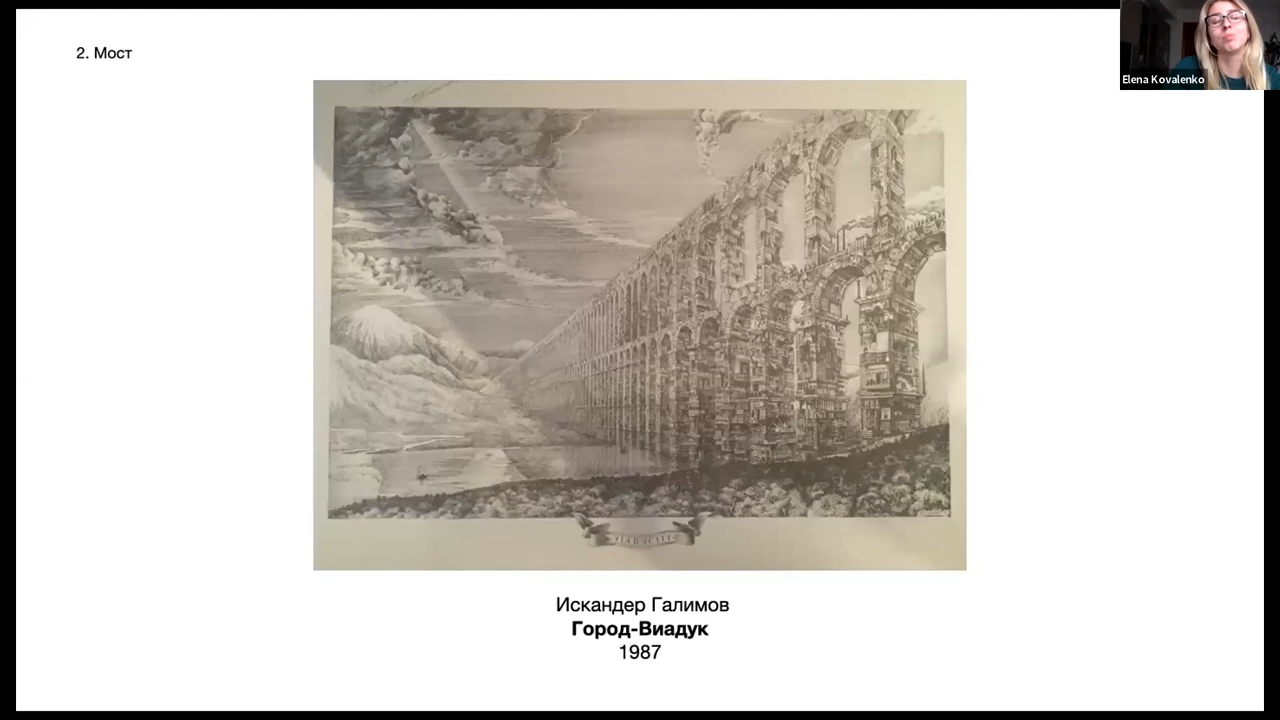 2. Мост
Elena Kovalenko
Искандер Галимов
Город-Виадук
1987